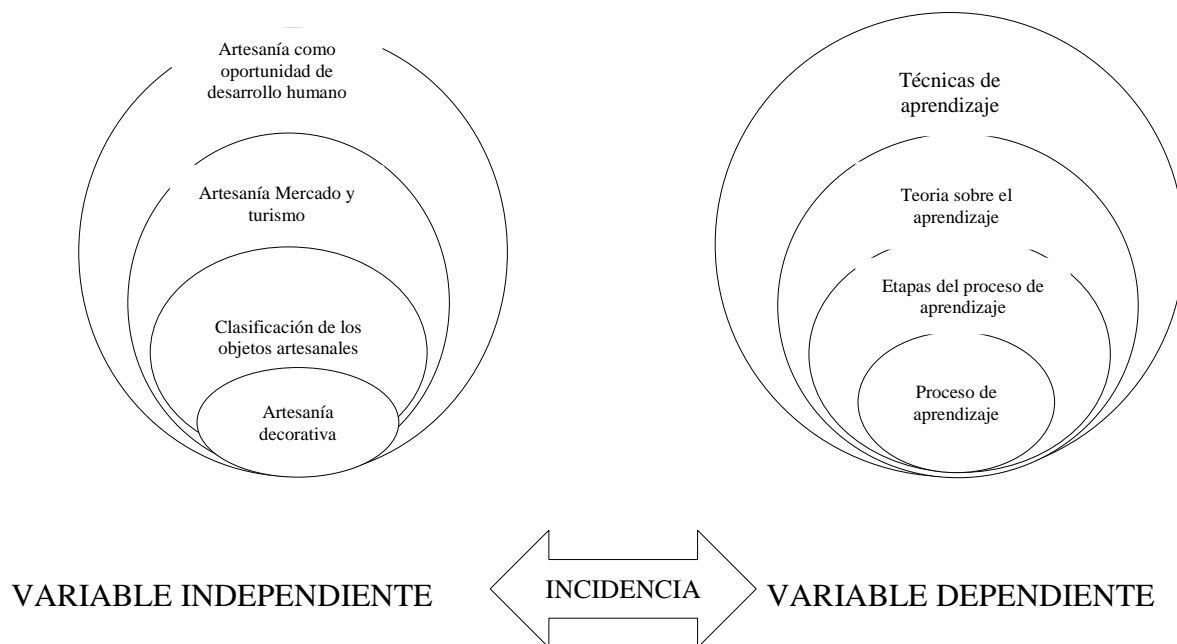 Artesanía como
oportunidad de
desarrollo humano
Artesanía Mercado y
turismo
Clasificación de los
objetos artesanales
Artesanía
decorativa
Técnicas de
aprendizaje
Teoria sobre el
aprendizaje
Etapas del proceso de
aprendizaje
Proceso de
aprendizaje
VARIABLE INDEPENDIENTE
INCIDENCIA
VARIABLE DEPENDIENTE